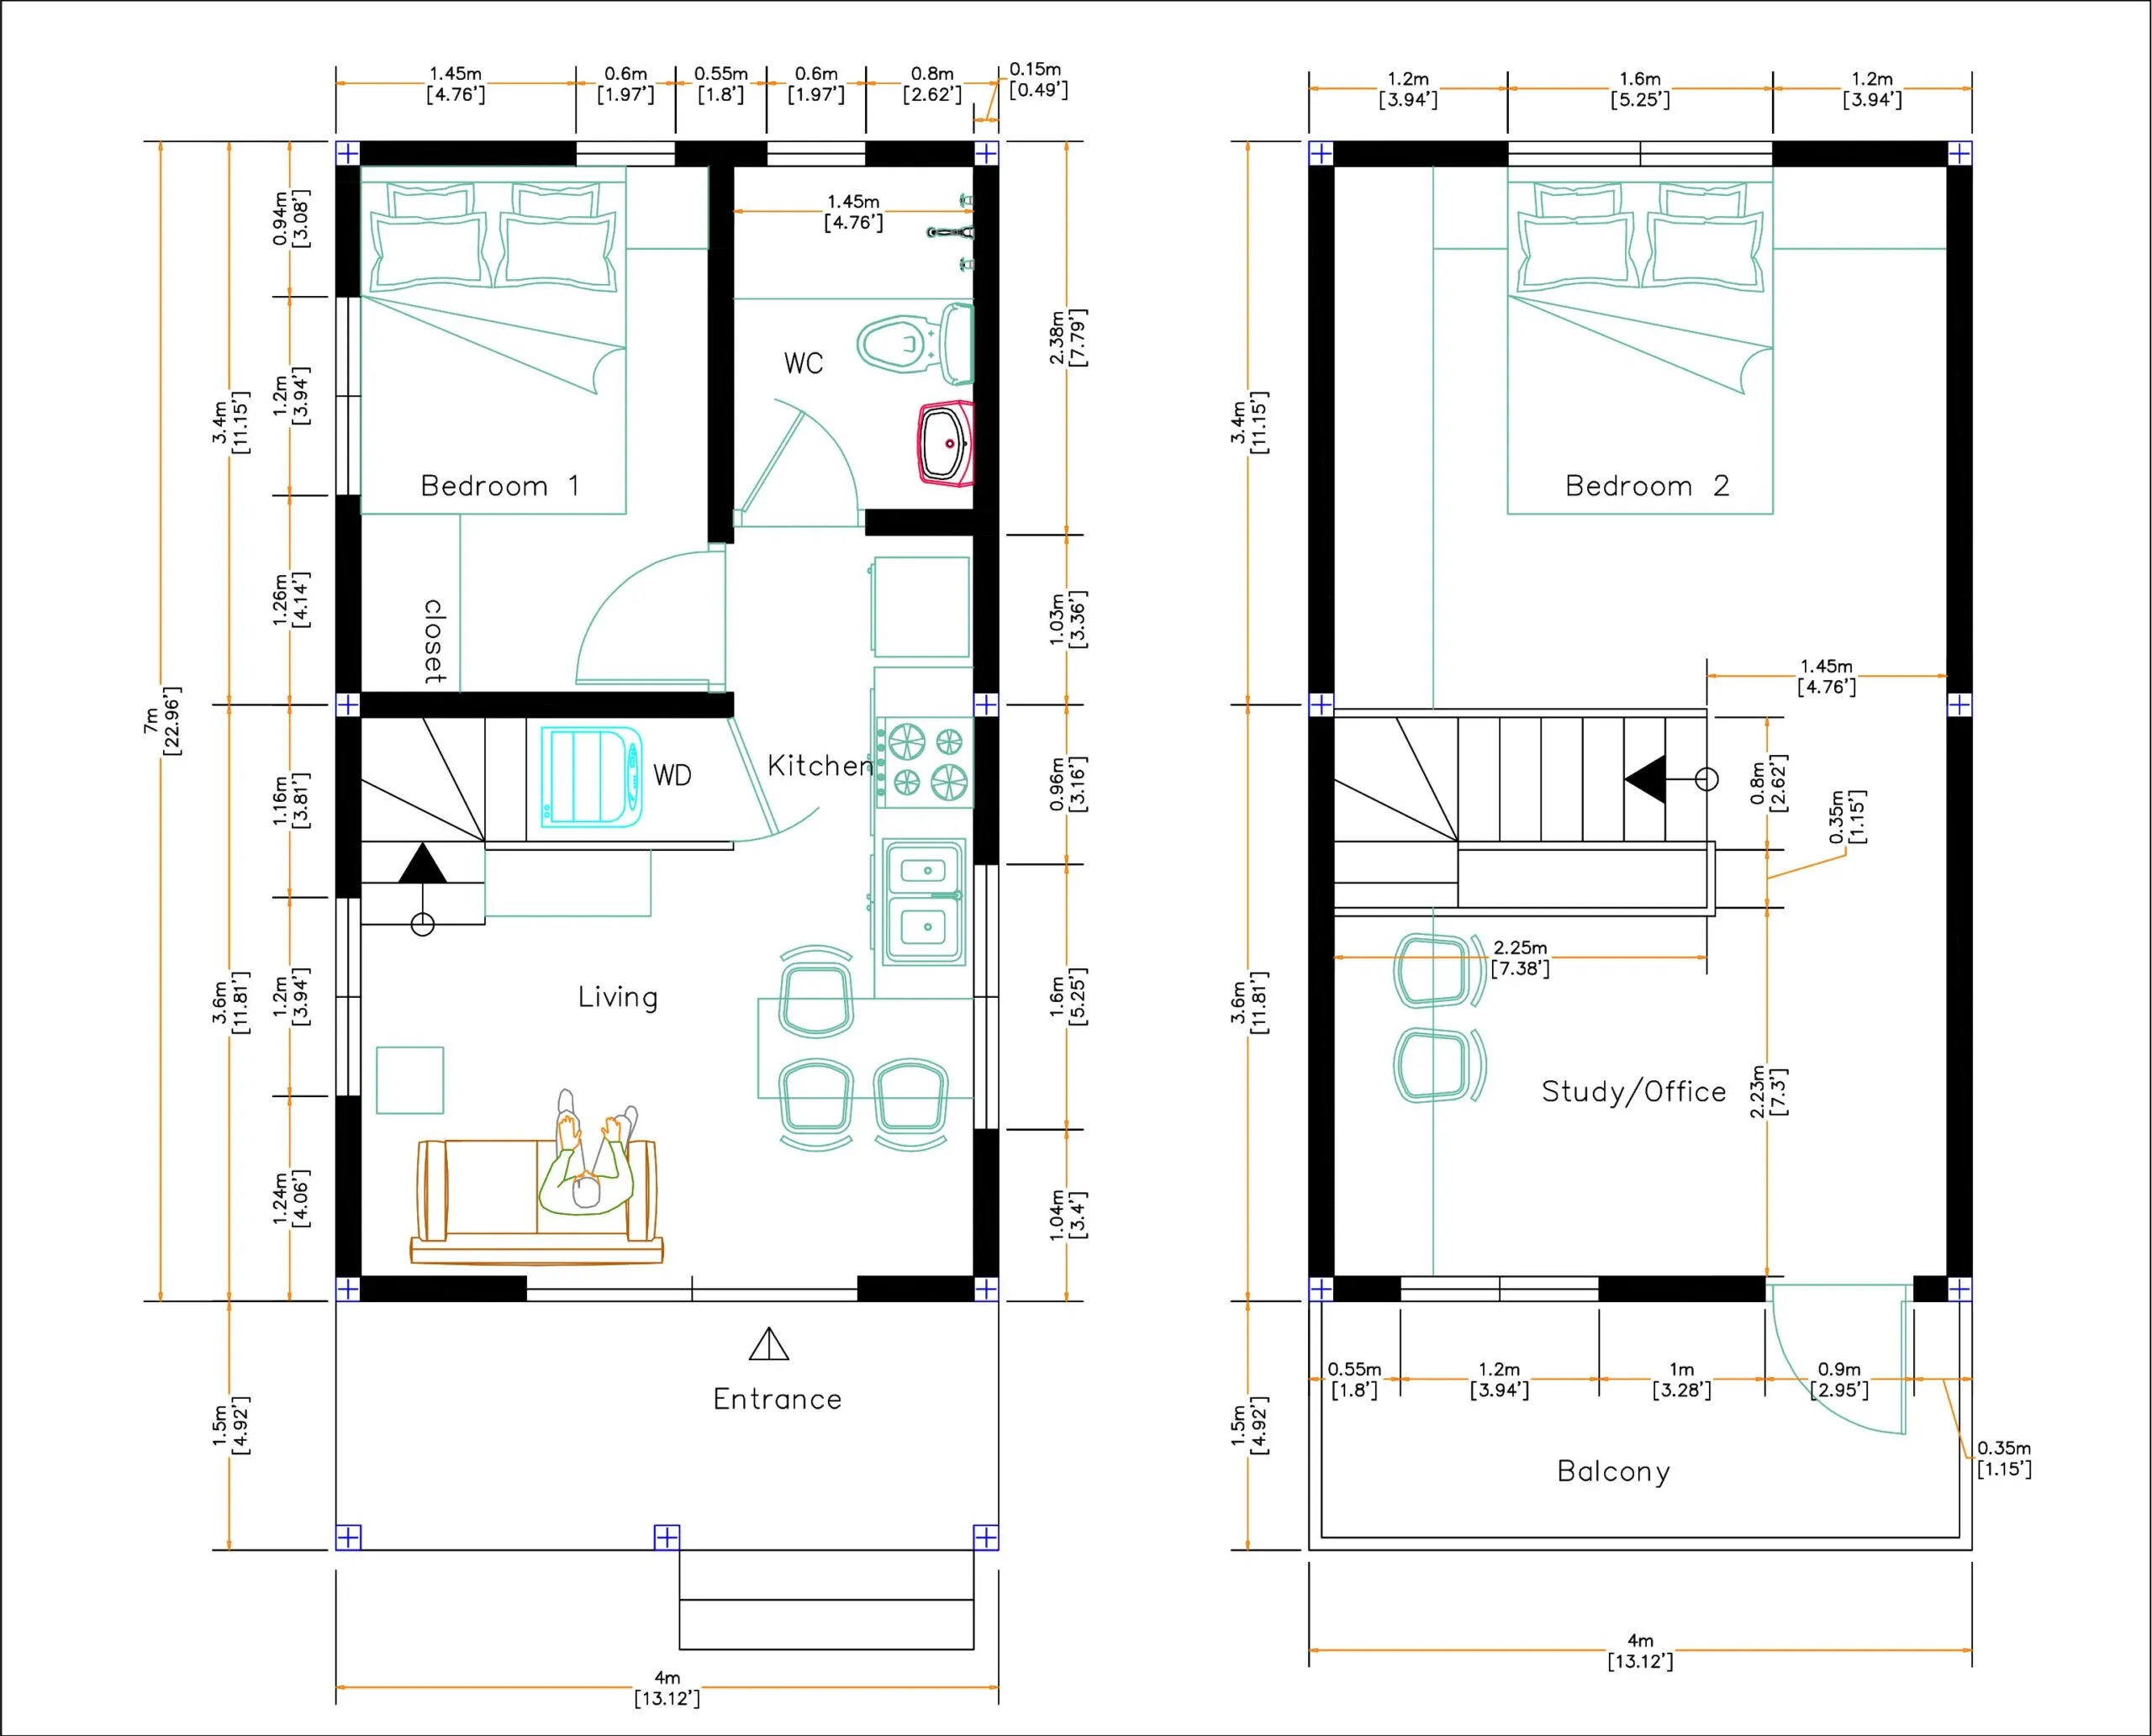 1.45m
[4.76']
0.6m
[1.97']
0.55m
[1.8']
0.6m
[1.97']
0.8m
[2.62']
0.15m
[0.49']
7m
[22.96']
3.4m
[11.15']
3.6m
[11.81']
1.5m
[4.92']
0.94m
[3.08']
1.2m
[3.94']
1.26m
[4.14']
1.16m
[3.81']
1.2m
[3.94']
1.24m
[4.06']
1.45m
[4.76']
WC
Bedroom 1
closet
WD
Kitchen
Living
Entrance
2.38m
[7.79']
1.03m
[3.36']
0.96m
[3.16']
1.6m
[5.25']
1.04m
[3.4']
4m
[13.12']
1.2m
[3.94']
1.6m
[5.25']
1.2m
[3.94']
3.4m
[11.15']
3.6m
[11.81']
1.5m
[4.92']
Bedroom 2
1.45m
[4.76']
0.8m
[2.62']
0.35m
[1.15']
2.25m
[7.38']
Study/Office
2.23m
[7.3']
0.55m
[1.8']
1.2m
[3.94']
1m
[3.28']
0.9m
[2.95']
0.35m
[1.15']
Balcony
4m
[13.12']